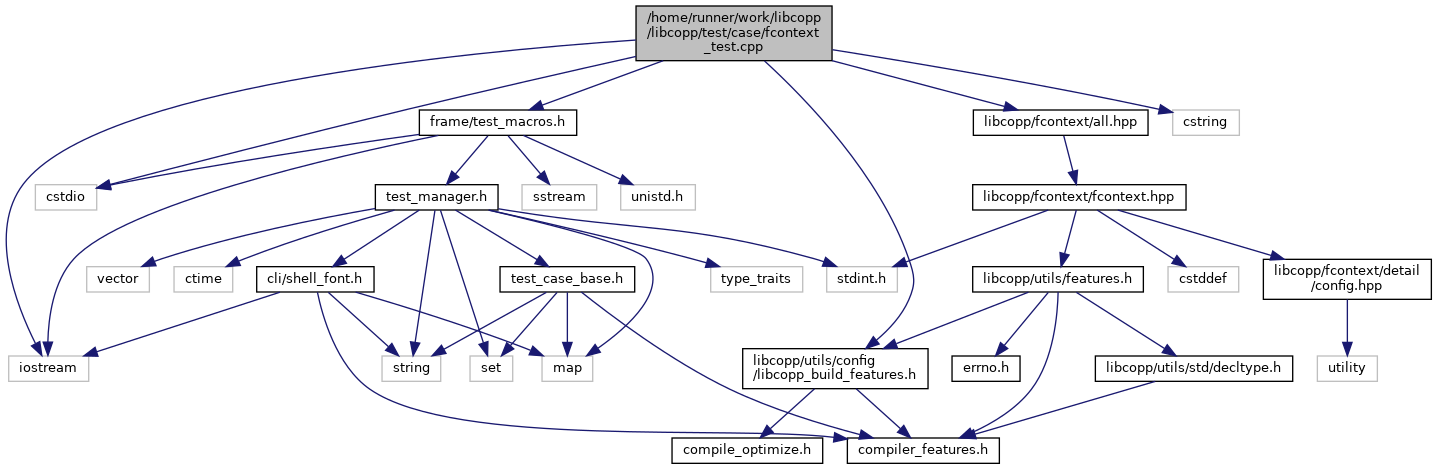 /home/runner/work/libcopp
/libcopp/test/case/fcontext
_test.cpp
frame/test_macros.h
libcopp/fcontext/all.hpp
cstring
cstdio
test_manager.h
sstream
unistd.h
libcopp/fcontext/fcontext.hpp
vector
ctime
cli/shell_font.h
test_case_base.h
type_traits
stdint.h
libcopp/utils/features.h
cstddef
libcopp/fcontext/detail
/config.hpp
iostream
string
set
map
libcopp/utils/config
/libcopp_build_features.h
errno.h
libcopp/utils/std/decltype.h
utility
compile_optimize.h
compiler_features.h